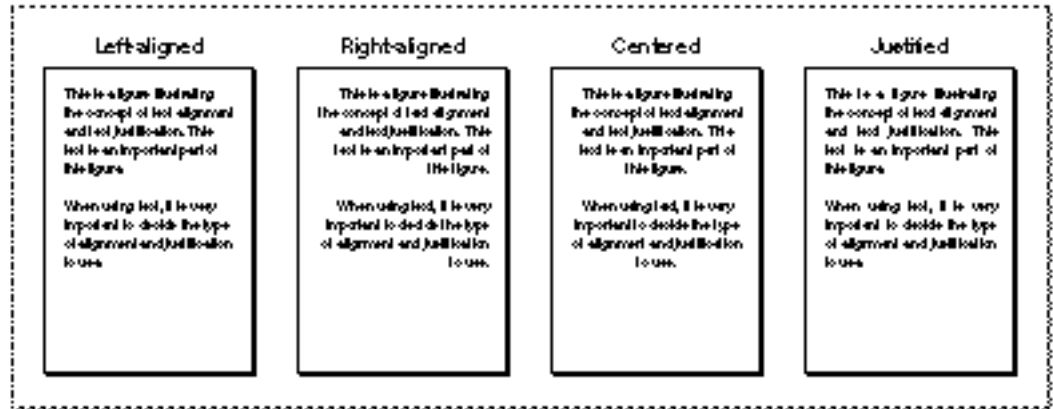 Left-aligned
This is a figure illustrating
the concept of text alignment
and text justification. This
text is an important part of
this figure.
When using text, it is very
important to decide the type
of alignment and justification
to use.
Right-aligned
This is a figure illustrating
the concept of text alignment
and text justification. This
text is an important part of
this figure.
When using text, it is very
important to decide the type
of alignment and justification
to use.
Centered
This is a figure illustrating
the concept of text alignment
and text justification. This
text is an important part of
this figure.
When using text, it is very
important to decide the type
of alignment and justification
to use.
Justified
This is a figure illustrating
the concept of text alignment
and text justification. This
text is an important part of
this figure.
When using text, it is very
important to decide the type
of alignment and justification
to use.